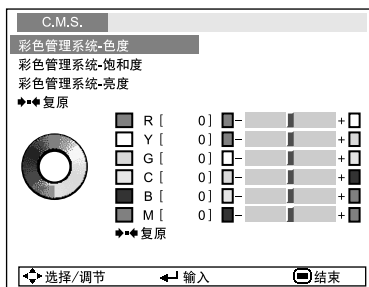 C.M.S.
彩色管理系统-色度
彩色管理系统-饱和度
彩色管理系统-亮度
复原
R [ 0] - +
Y [ 0] - +
G [ 0] - +
C [ 0] - +
B [ 0] - +
M [ 0] - +
复原
选择/调节 输入 结束